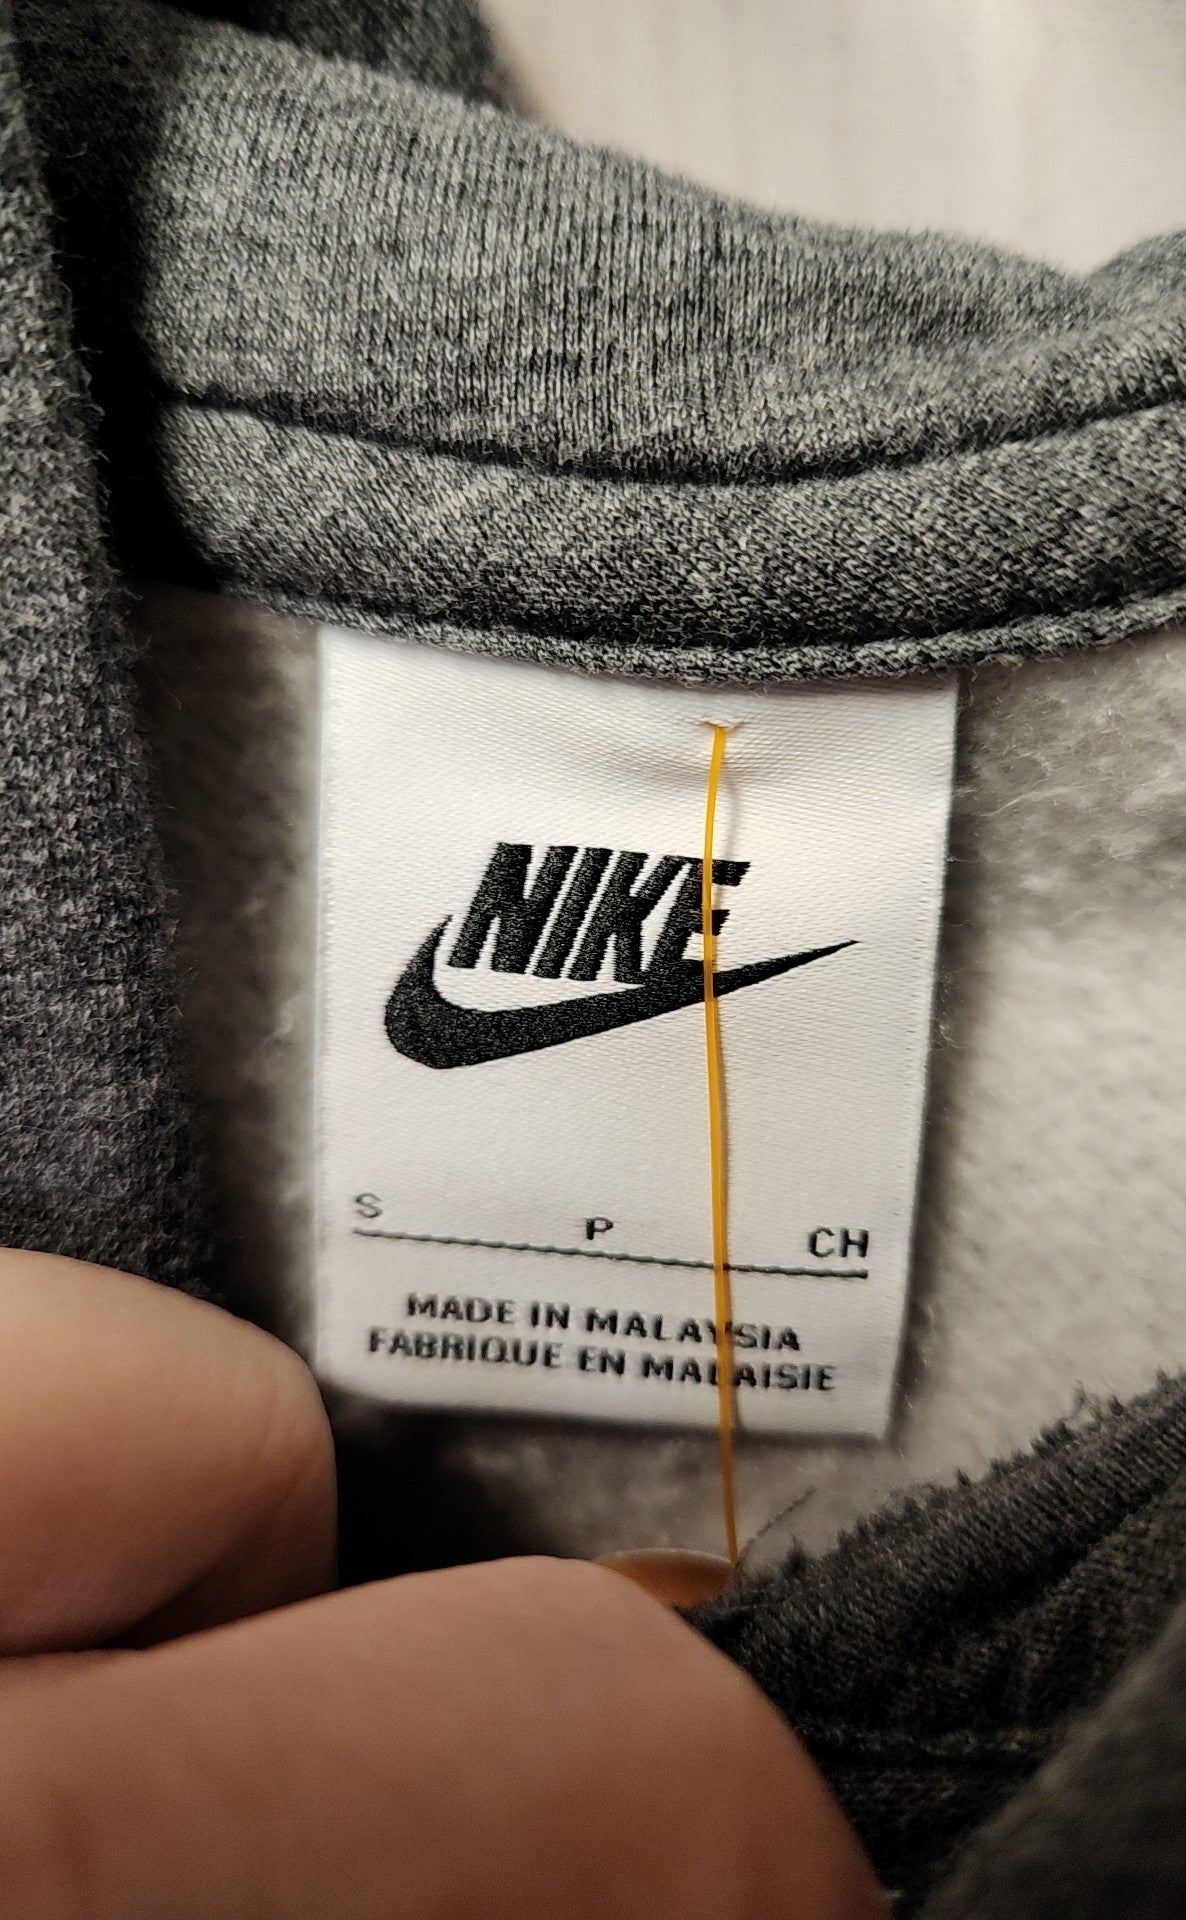 NIKE
S P CH
MADE IN MALAYSIA
FABRIQUE EN MALAISIE